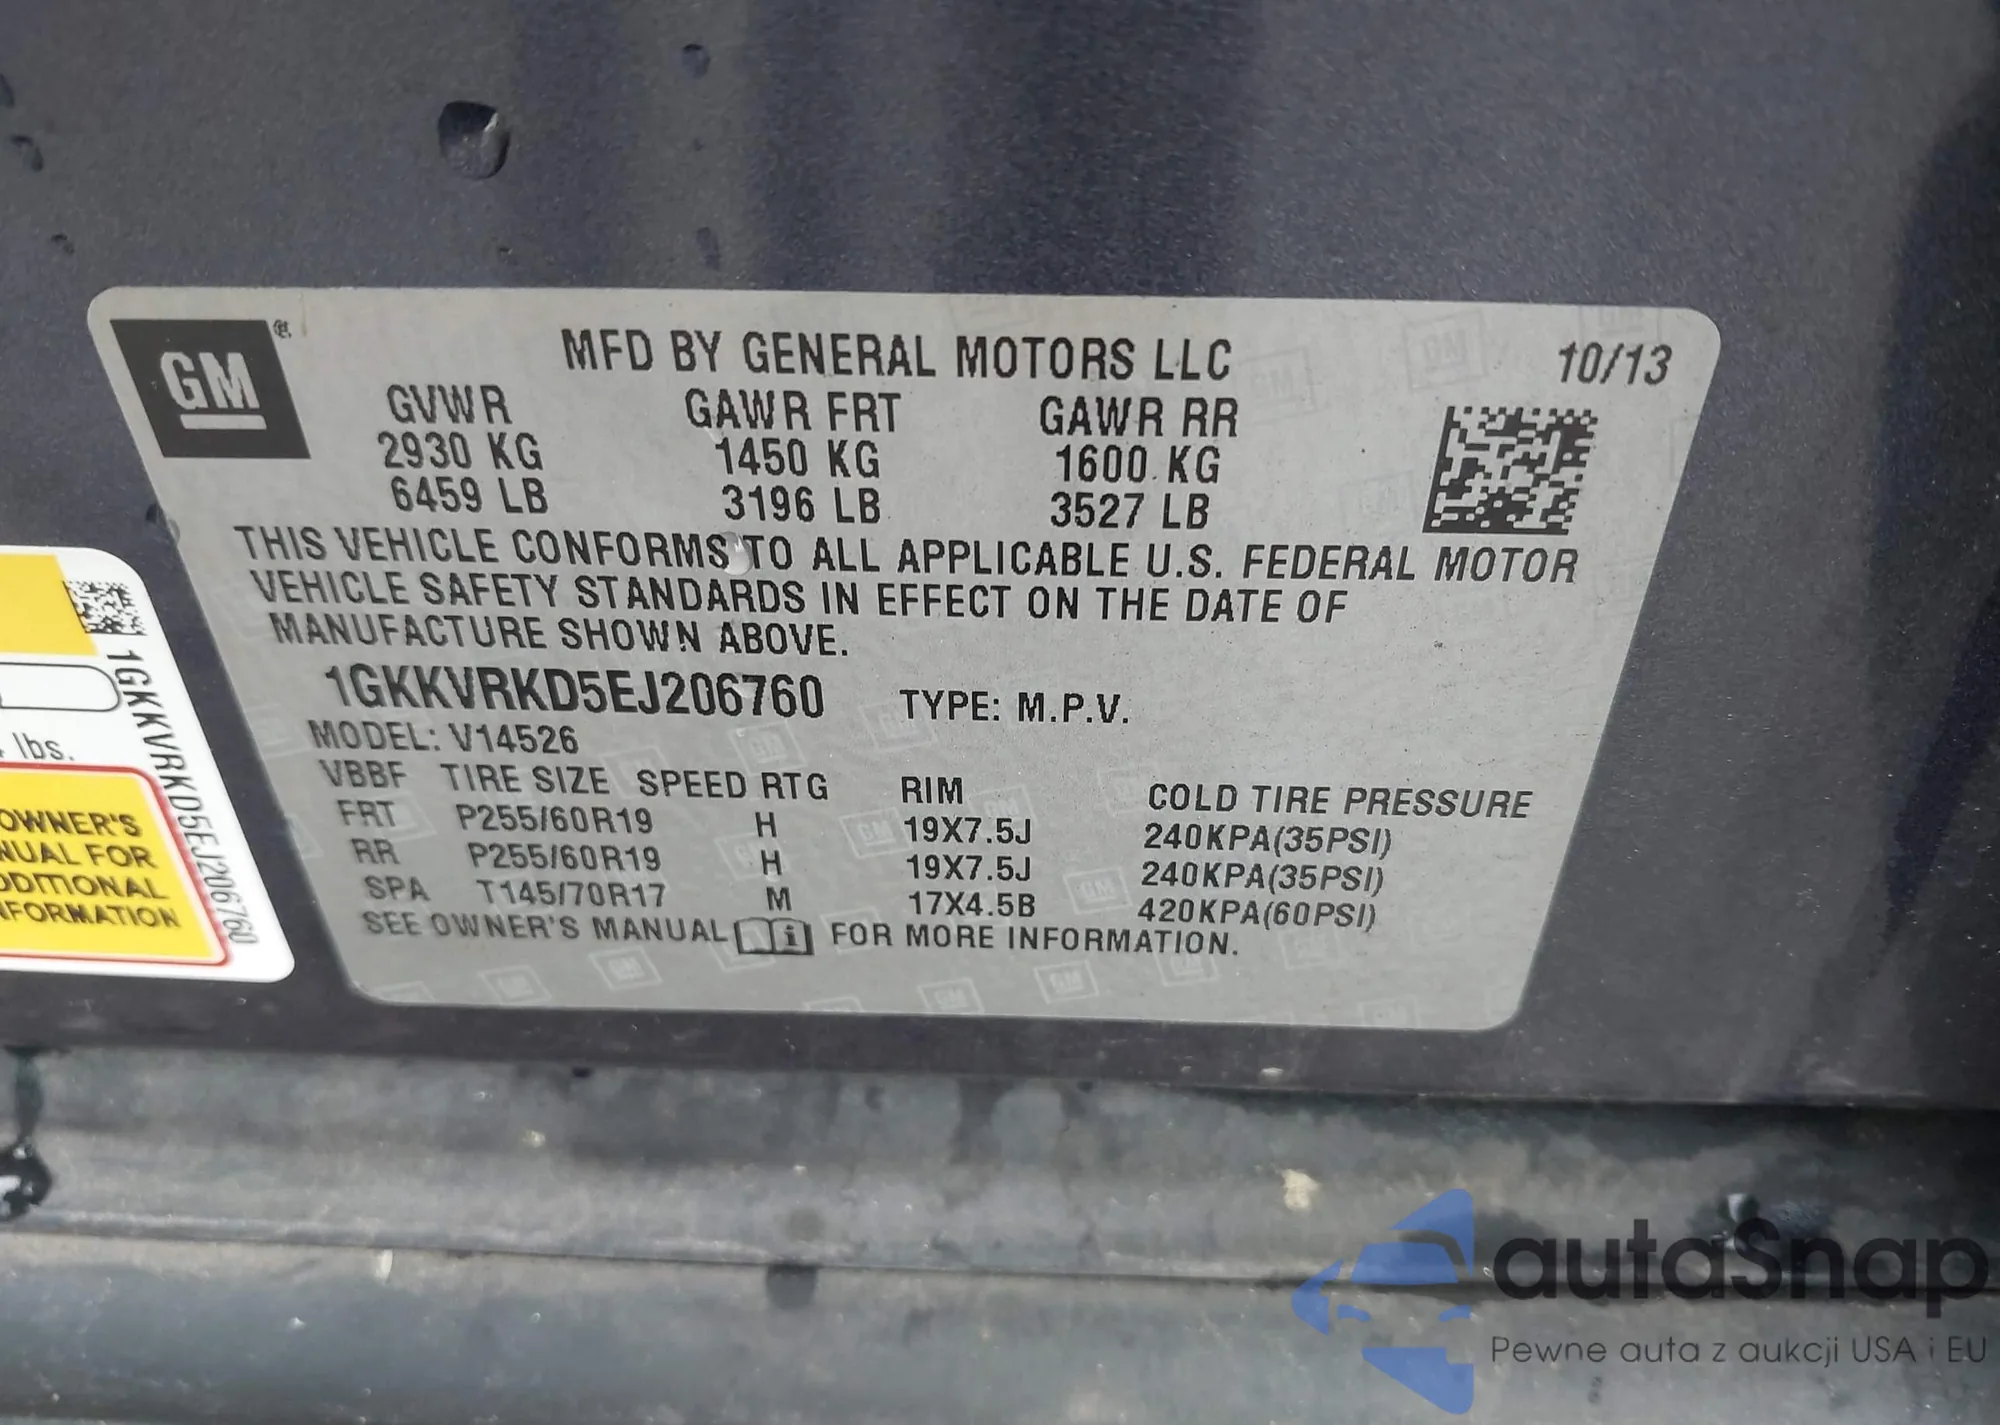 GM
MFD BY GENERAL MOTORS LLC 10/13
GVWR GAWR FRT GAWR RR
2930 KG 1450 KG 1600 KG
6459 LB 3196 LB 3527 LB
THIS VEHICLE CONFORMS TO ALL APPLICABLE U.S. FEDERAL MOTOR
VEHICLE SAFETY STANDARDS IN EFFECT ON THE DATE OF
MANUFACTURE SHOWN ABOVE.
1GKKVRKD5EJ206760 TYPE: M.P.V.
MODEL: V14526
VBBF TIRE SIZE SPEED RTG RIM COLD TIRE PRESSURE
FRT P255/60R19 H 19X7.5J 240KPA(35PSI)
RR P255/60R19 H 19X7.5J 240KPA(35PSI)
SPA T145/70R17 M 17X4.5B 420KPA(60PSI)
SEE OWNER'S MANUAL FOR MORE INFORMATION.
1GKKVRKD5EJ206760
lbs.
OWNER'S
NUAL FOR
DDITIONAL
NFORMATION
autaSnap
Pewne auta z aukcji USA i EU